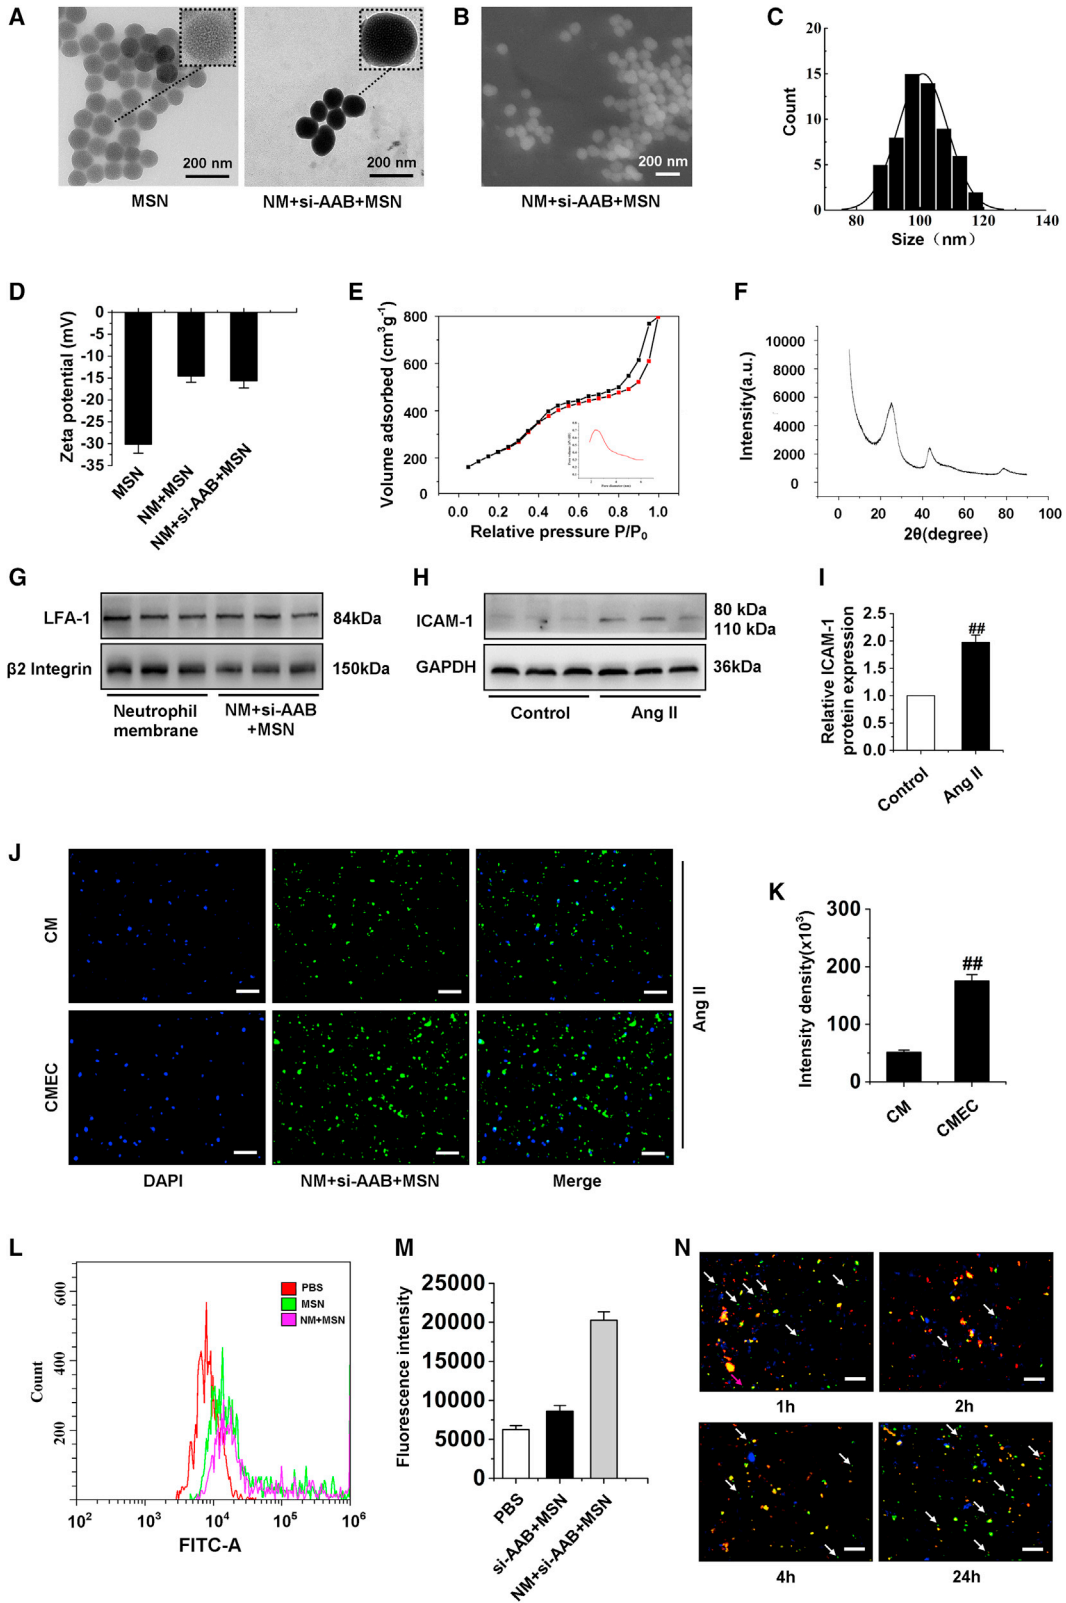 A
200 nm
MSN
200 nm
NM+si-AAB+MSN
B
200 nm
NM+si-AAB+MSN
C
Count
20
15
10
5
0
80
100
120
140
Size（nm）
D
Zeta potential (mV)
0
-5
-10
-15
-20
-25
-30
-35
MSN
NM+MSN
NM+si-AAB+MSN
E
Volume adsorbed (cm³g⁻¹)
800
600
400
200
0
0.0
0.2
0.4
0.6
0.8
1.0
Relative pressure P/P₀
F
Intensity(a.u.)
10000
8000
6000
4000
2000
0
0
20
40
60
80
100
2θ(degree)
G
LFA-1
84kDa
β2 Integrin
150kDa
Neutrophil
membrane
NM+si-AAB
+MSN
H
ICAM-1
80 kDa
110 kDa
GAPDH
36kDa
Control
Ang II
I
Relative ICAM-1
protein expression
2.5
2.0
1.5
1.0
0.5
0.0
##
Control
Ang II
J
CM
CMEC
Ang II
DAPI
NM+si-AAB+MSN
Merge
K
Intensity density(x10³)
300
200
100
0
##
CM
CMEC
L
Count
600
400
200
PBS
MSN
NM+MSN
10²
10³
10⁴
10⁵
10⁶
FITC-A
M
Fluorescence intensity
25000
20000
15000
10000
5000
0
PBS
si-AAB+MSN
NM+si-AAB+MSN
N
1h
2h
4h
24h